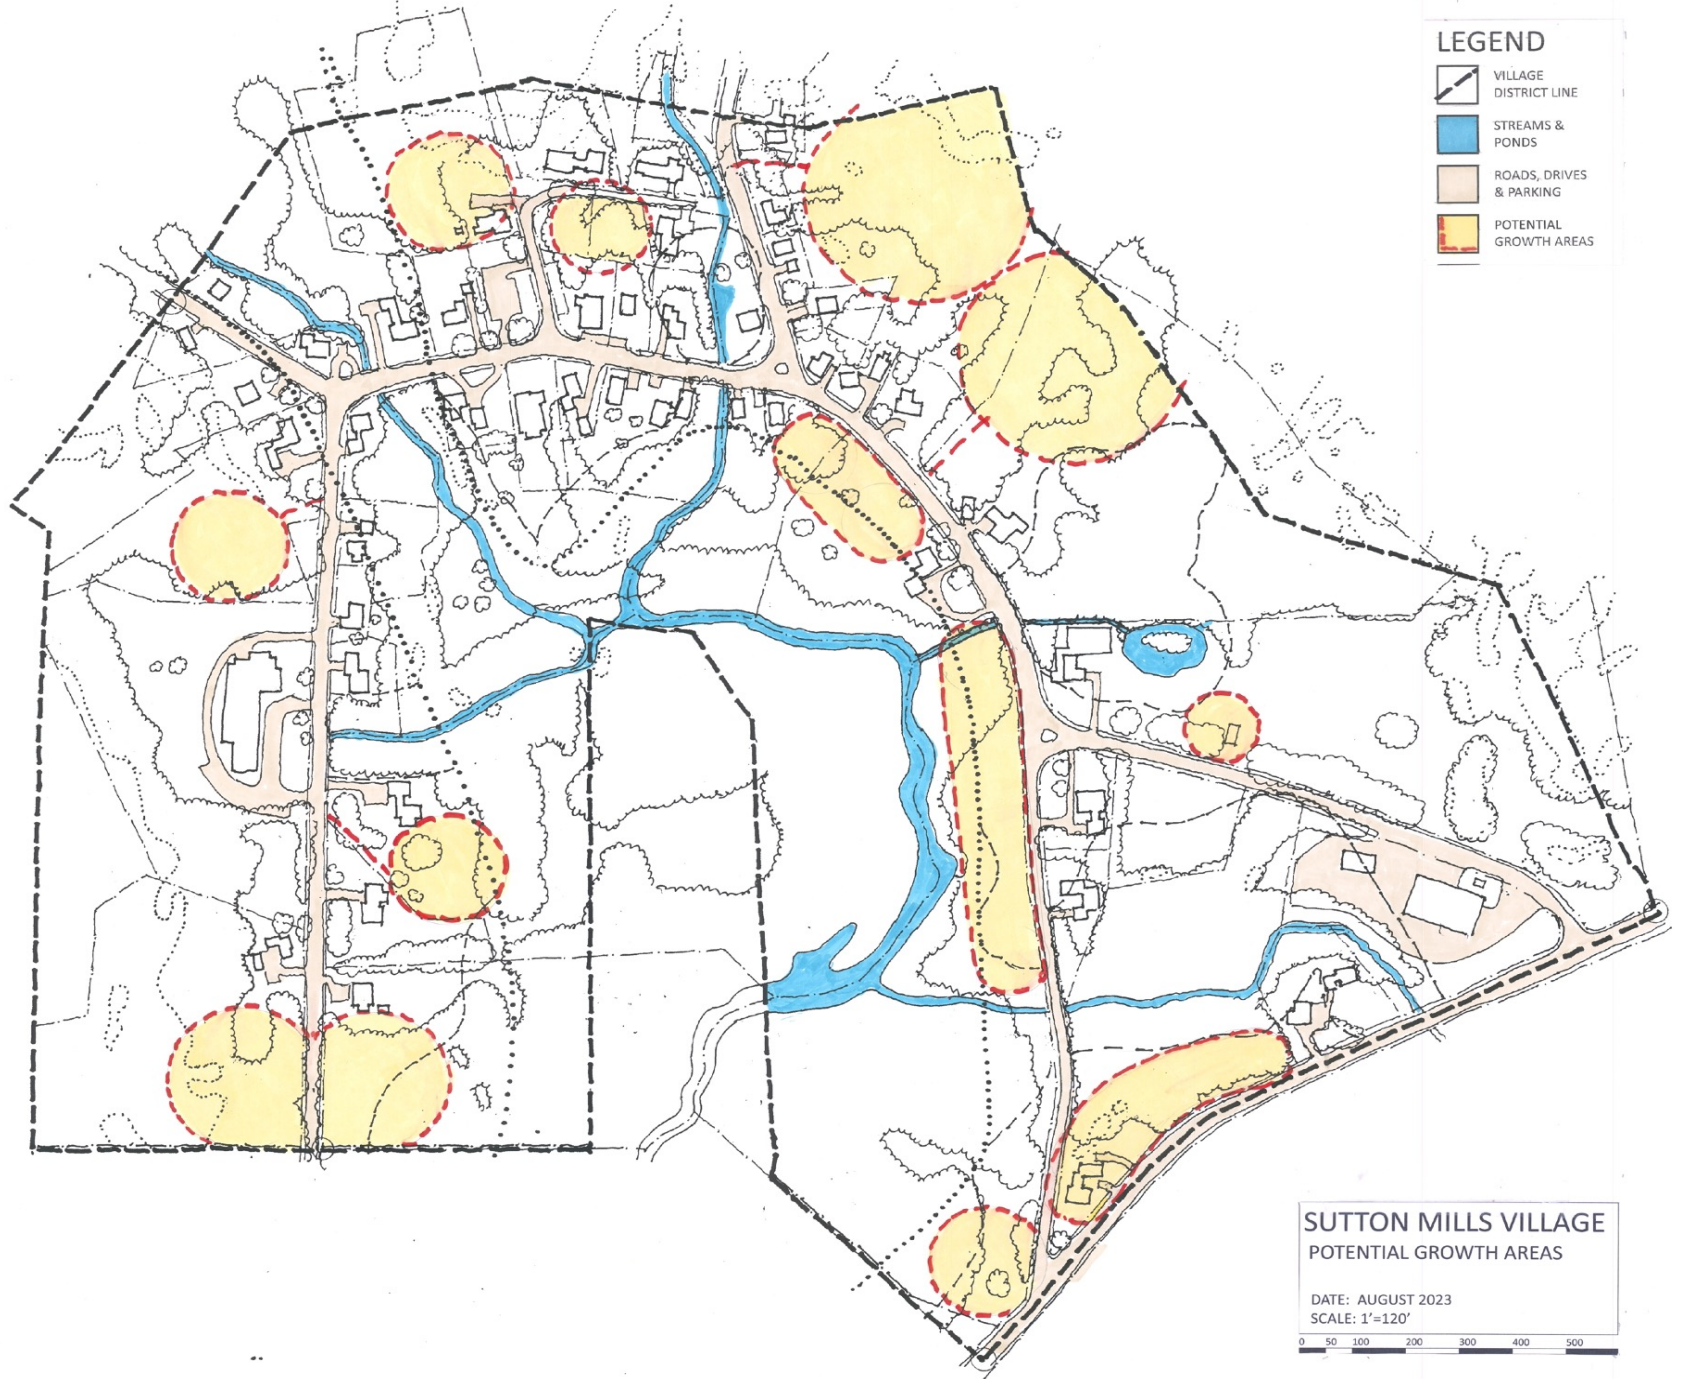 LEGEND
VILLAGE
DISTRICT LINE
STREAMS &
PONDS
ROADS, DRIVES
& PARKING
POTENTIAL
GROWTH AREAS
SUTTON MILLS VILLAGE
POTENTIAL GROWTH AREAS
DATE: AUGUST 2023
SCALE: 1'=120'
0 50 100 200 300 400 500